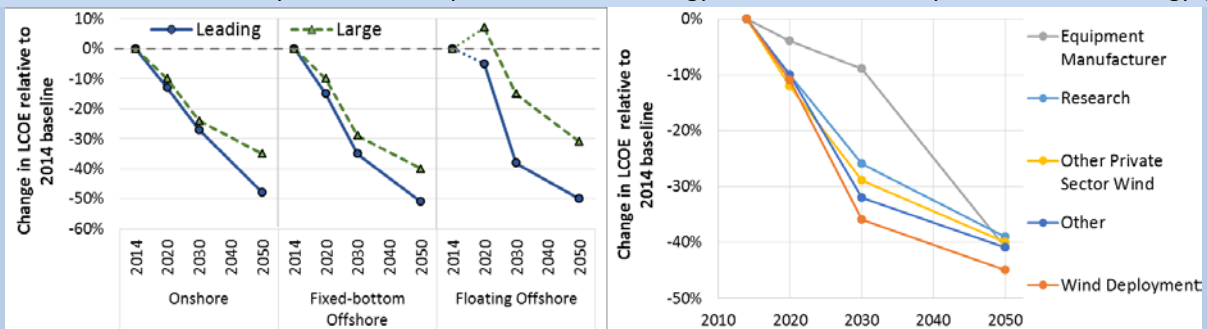 Change in LCOE relative to
2014 baseline
10%
0%
-10%
-20%
-30%
-40%
-50%
-60%
Leading
Large
2014
2020
2030
2040
2050
2014
2020
2030
2040
2050
2014
2020
2030
2040
2050
Onshore
Fixed-bottom
Offshore
Floating Offshore
Change in LCOE relative to
2014 baseline
0%
-10%
-20%
-30%
-40%
-50%
2010
2020
2030
2040
2050
Equipment
Manufacturer
Research
Other Private
Sector Wind
Other
Wind Deployment